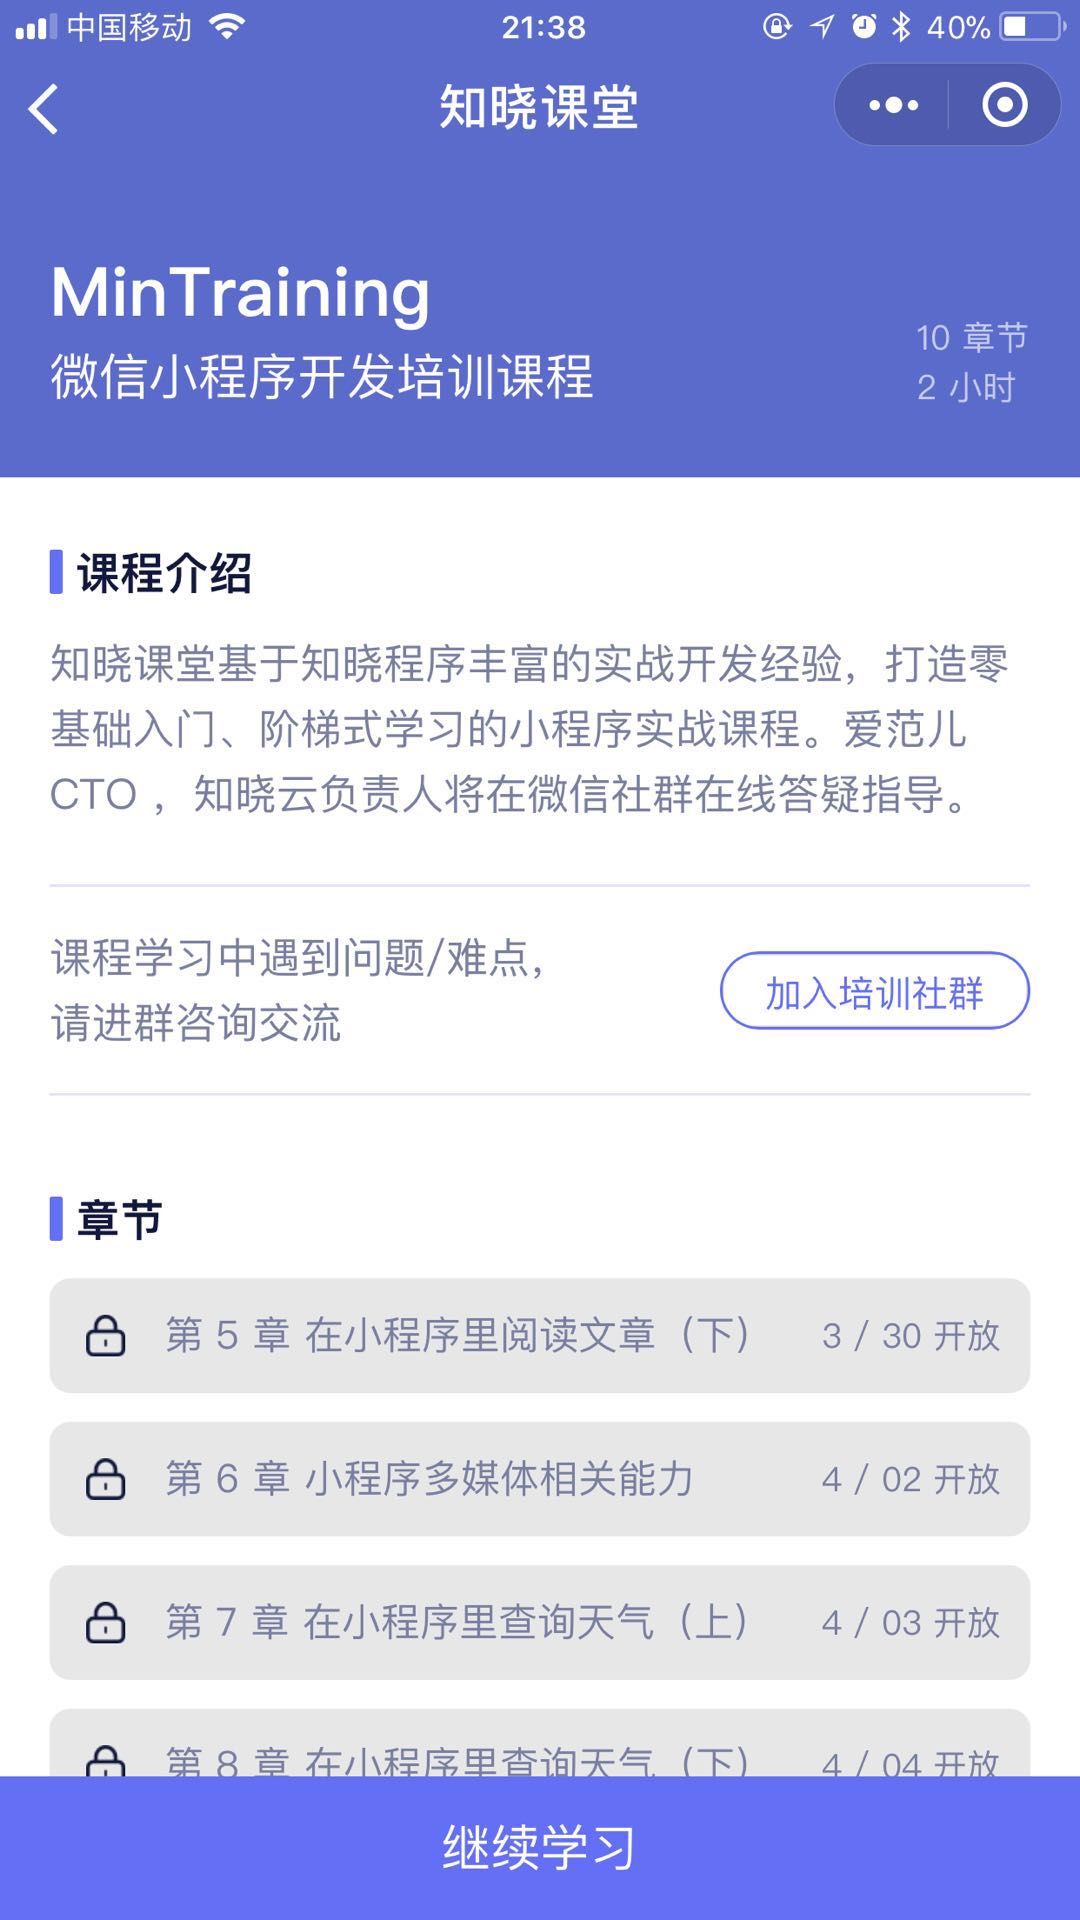 中国移动
21:38
40%
知晓课堂
MinTraining
微信小程序开发培训课程
10 章节
2 小时
课程介绍
知晓课堂基于知晓程序丰富的实战开发经验，打造零
基础入门、阶梯式学习的小程序实战课程。爱范儿
CTO ，知晓云负责人将在微信社群在线答疑指导。
课程学习中遇到问题/难点，
请进群咨询交流
加入培训社群
章节
第 5 章 在小程序里阅读文章（下） 3 / 30 开放
第 6 章 小程序多媒体相关能力 4 / 02 开放
第 7 章 在小程序里查询天气（上） 4 / 03 开放
第 8 章 在小程序里查询天气（下） 4 / 04 开放
继续学习